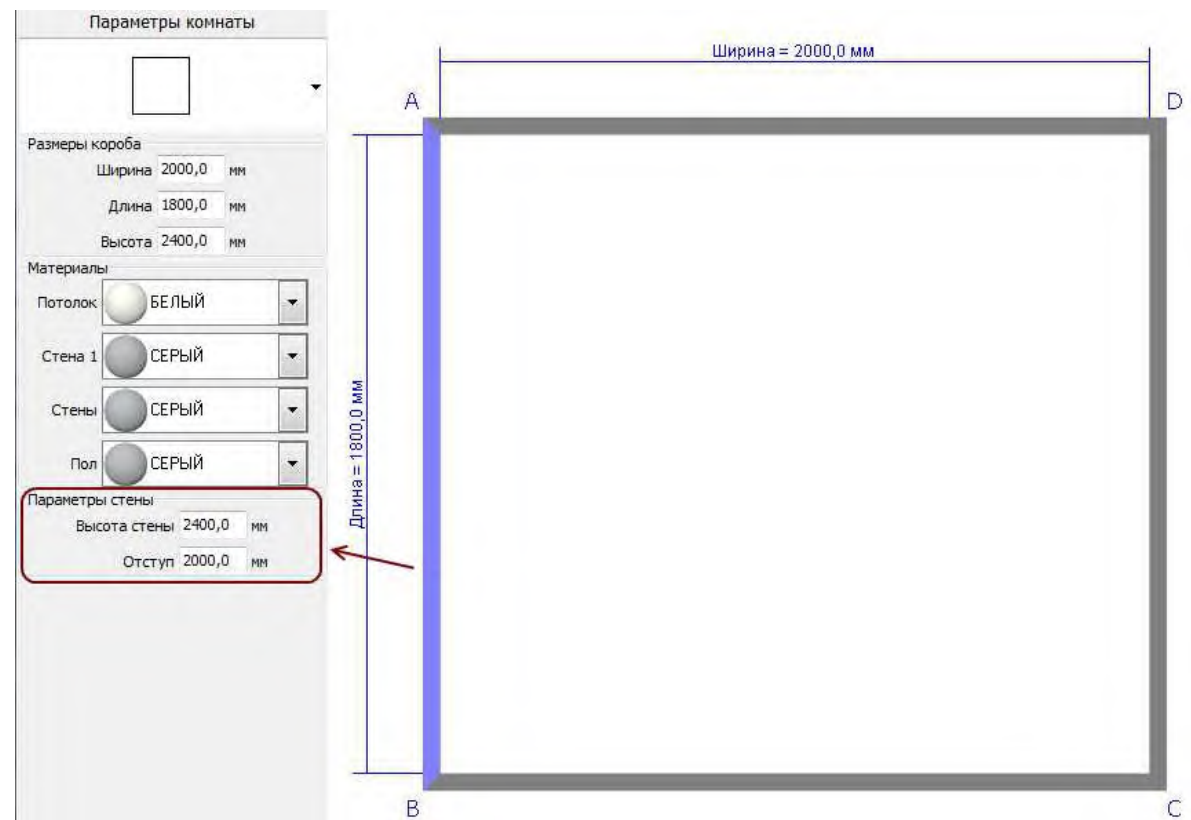 Параметры комнаты
Размеры короба
Ширина 2000,0 мм
Длина 1800,0 мм
Высота 2400,0 мм
Материалы
Потолок БЕЛЫЙ
Стена 1 СЕРЫЙ
Стены СЕРЫЙ
Пол СЕРЫЙ
Параметры стены
Высота стены 2400,0 мм
Отступ 2000,0 мм
Ширина = 2000,0 мм
A D
Длина = 1800,0 мм
B C